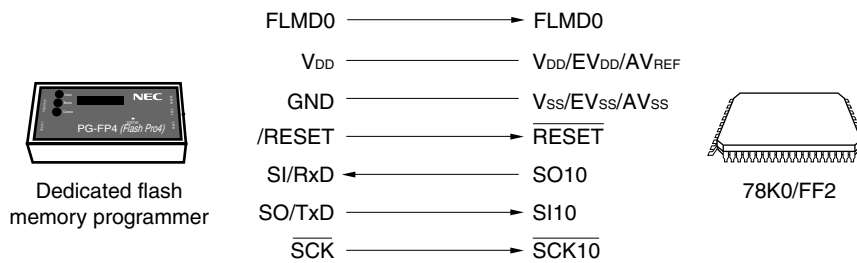 FLMD0 FLMD0
VDD VDD/EVDD/AVREF
GND VSS/EVSS/AVSS
/RESET RESET
SI/RxD SO10
SO/TxD SI10
SCK SCK10
NEC
PG-FP4 (Flash Pro4)
Dedicated flash
memory programmer
78K0/FF2